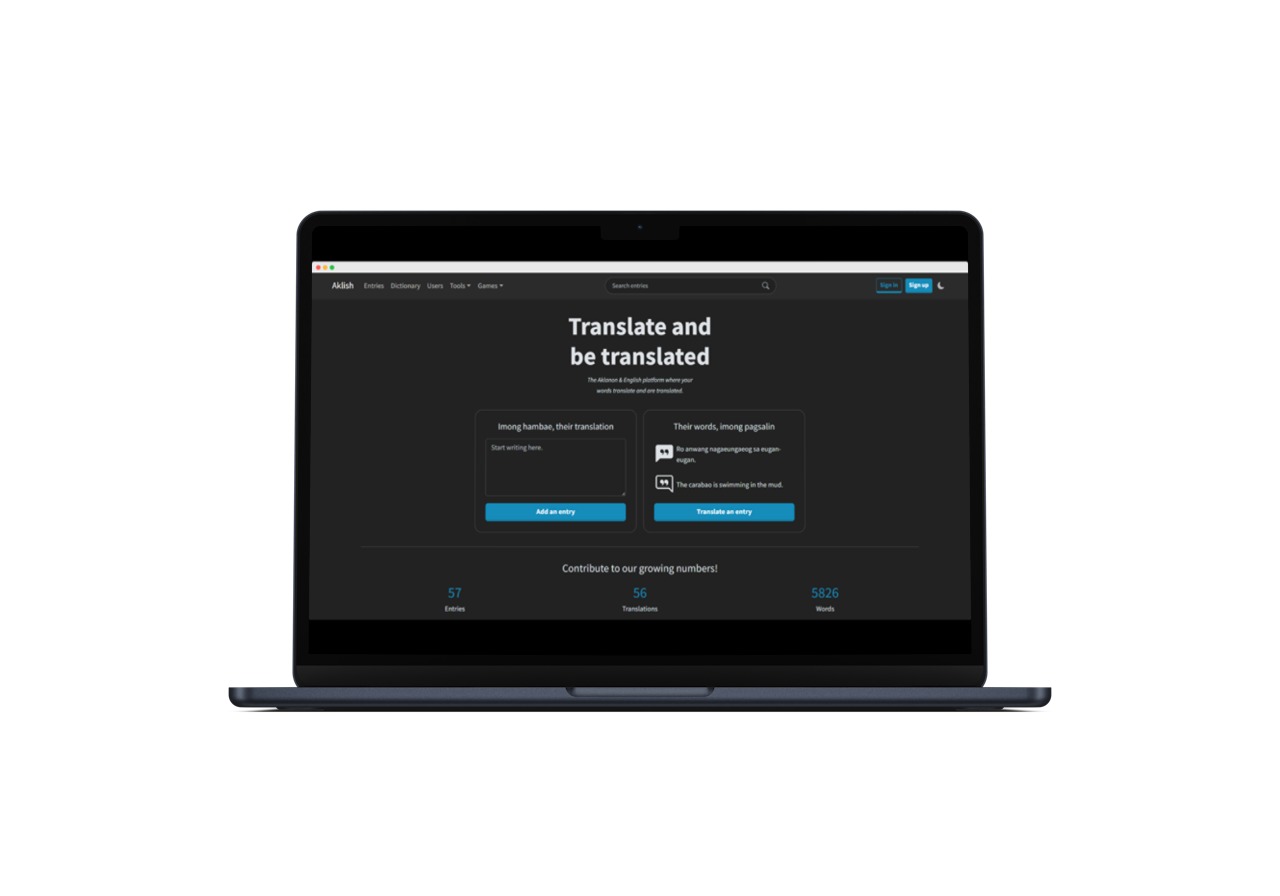 Aklish Entries Dictionary Users Tools Games Search entries Sign in Sign up
Translate and
be translated
The Aklanon & English platform where your
words translate and are translated.
Imong hambae, their translation
Start writing here.
Add an entry
Their words, imong pagsalin
Ro anwang nagaeungaeog sa eugan-
eugan.
The carabao is swimming in the mud.
Translate an entry
Contribute to our growing numbers!
57 56 5826
Entries Translations Words